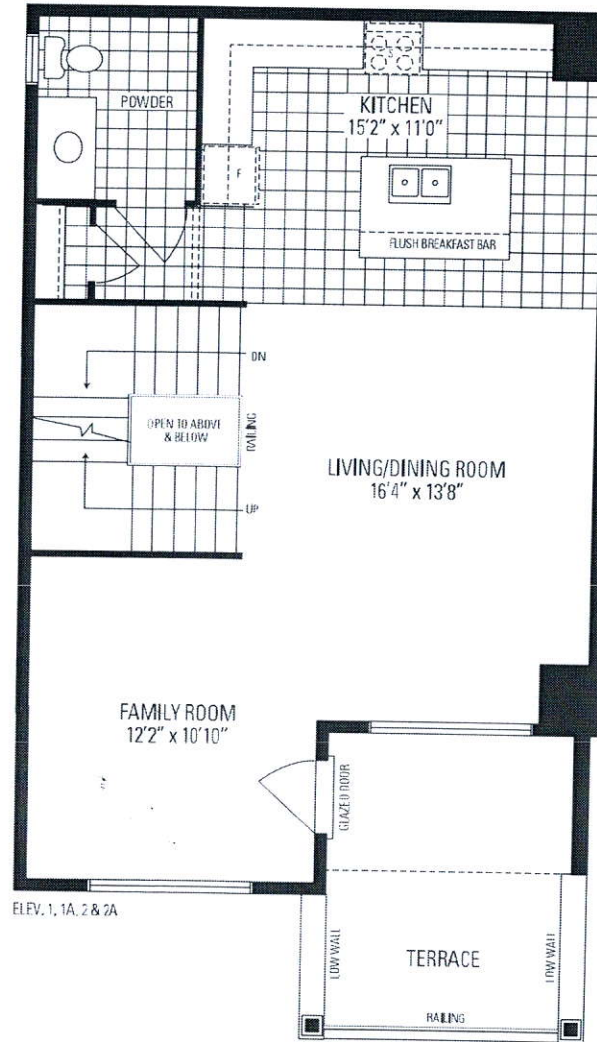 POWDER
KITCHEN
15'2" x 11'0"
S
F
FLUSH BREAKFAST BAR
DN
OPEN TO ABOVE
& BELOW
RAILING
UP
LIVING/DINING ROOM
16'4" x 13'8"
FAMILY ROOM
12'2" x 10'10"
GLAZED DOOR
ELEV. 1, 1A, 2 & 2A
LOW WALL
TERRACE
LOW WALL
RAILING